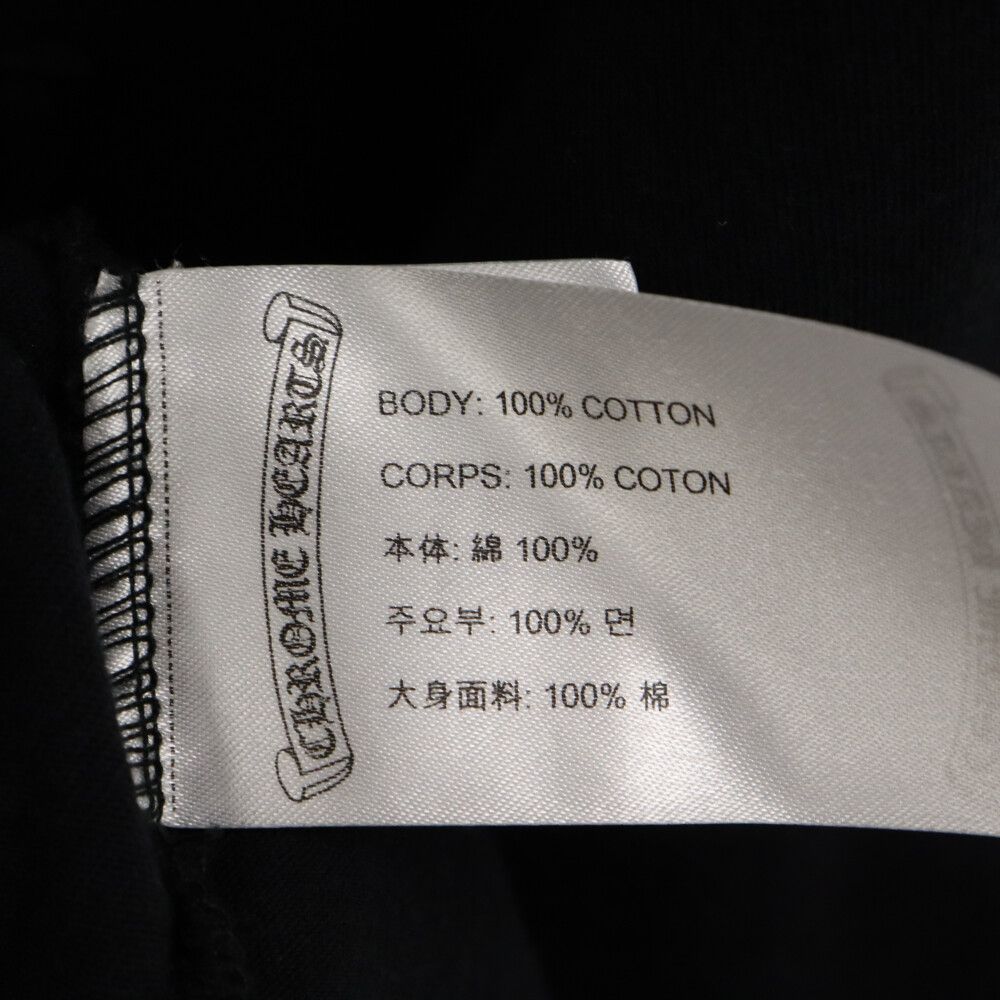 CHROME HEARTS
BODY: 100% COTTON
CORPS: 100% COTON
本体: 綿 100%
주요부: 100% 면
大身面料: 100% 棉